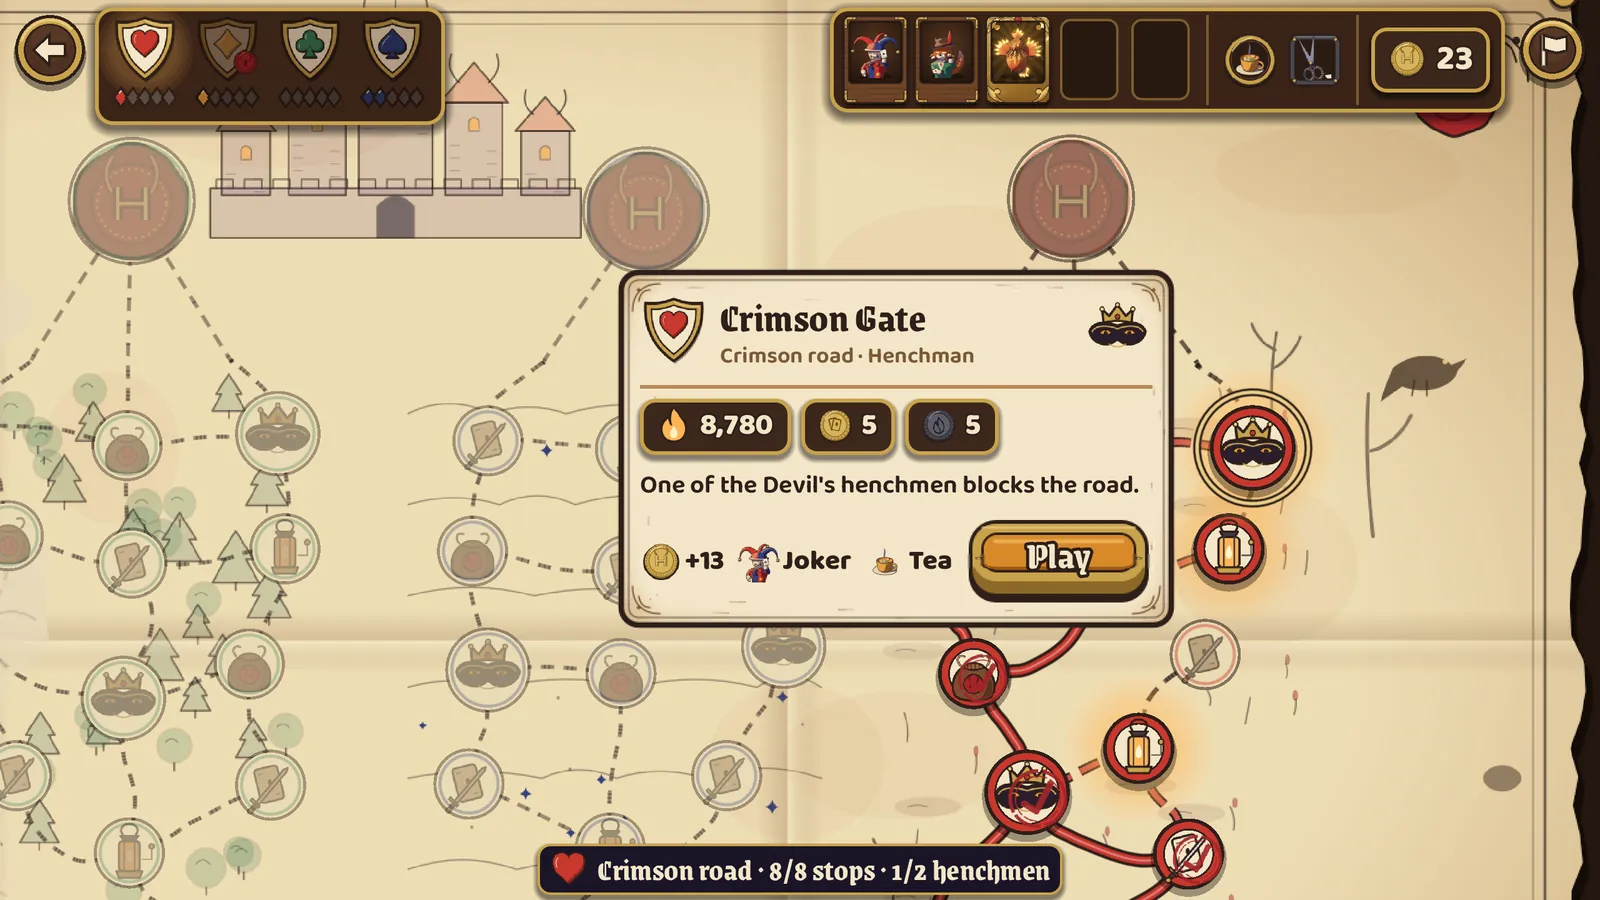 23
H
H
H
Crimson Gate
Crimson road · Henchman
8,780
5
5
One of the Devil's henchmen blocks the road.
+13
Joker
Tea
Play
Crimson road · 8/8 stops · 1/2 henchmen